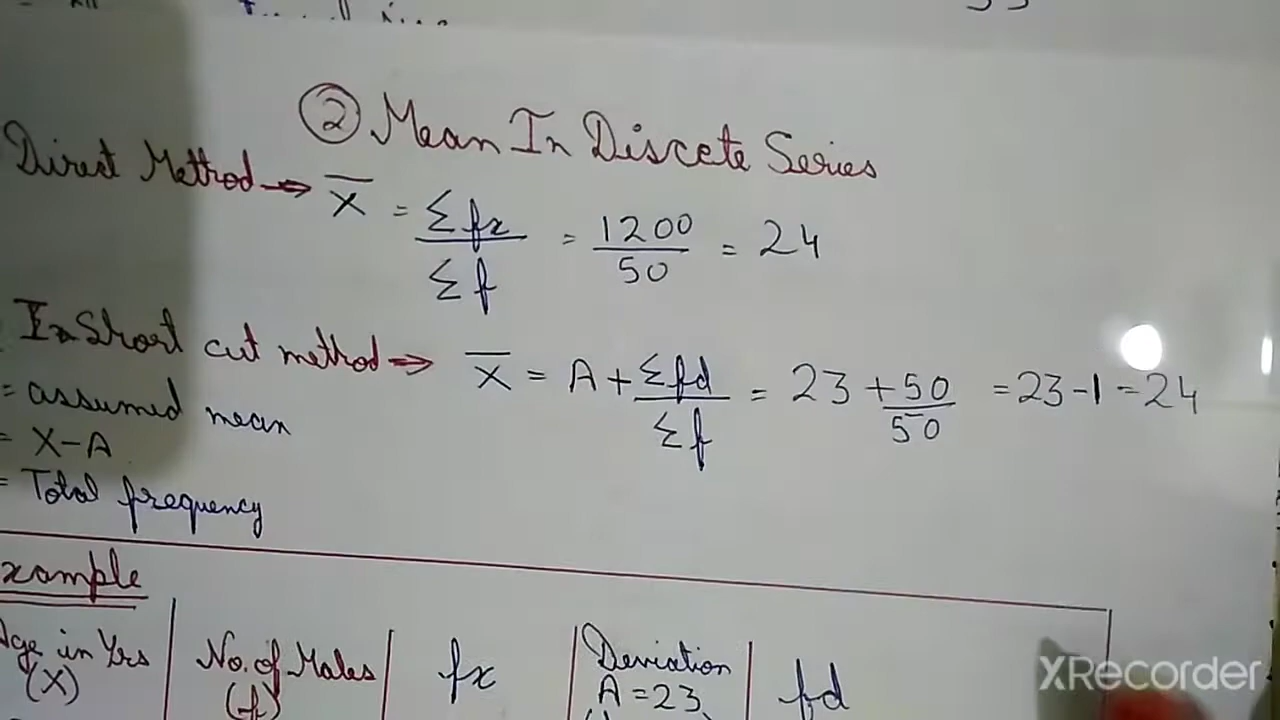 ② Mean In Discete Series
Direct Method → X̅ = Σfx / Σf = 1200 / 50 = 24
In Short cut method ⇒ X̅ = A + Σfd / Σf = 23 + 50 / 50 = 23 - 1 = 24
= assumed mean
= X - A
= Total frequency
xample
Age in Yrs (X) | No. of Males (f) | fx | Deviation A = 23 | fd
XRecorder